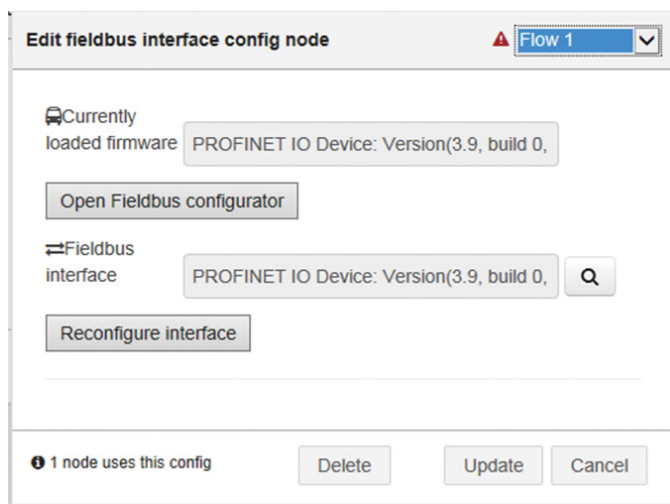 Edit fieldbus interface config node
Flow 1
Currently
loaded firmware
PROFINET IO Device: Version(3.9, build 0,
Open Fieldbus configurator
Fieldbus
interface
PROFINET IO Device: Version(3.9, build 0,
Reconfigure interface
1 node uses this config
Delete
Update
Cancel